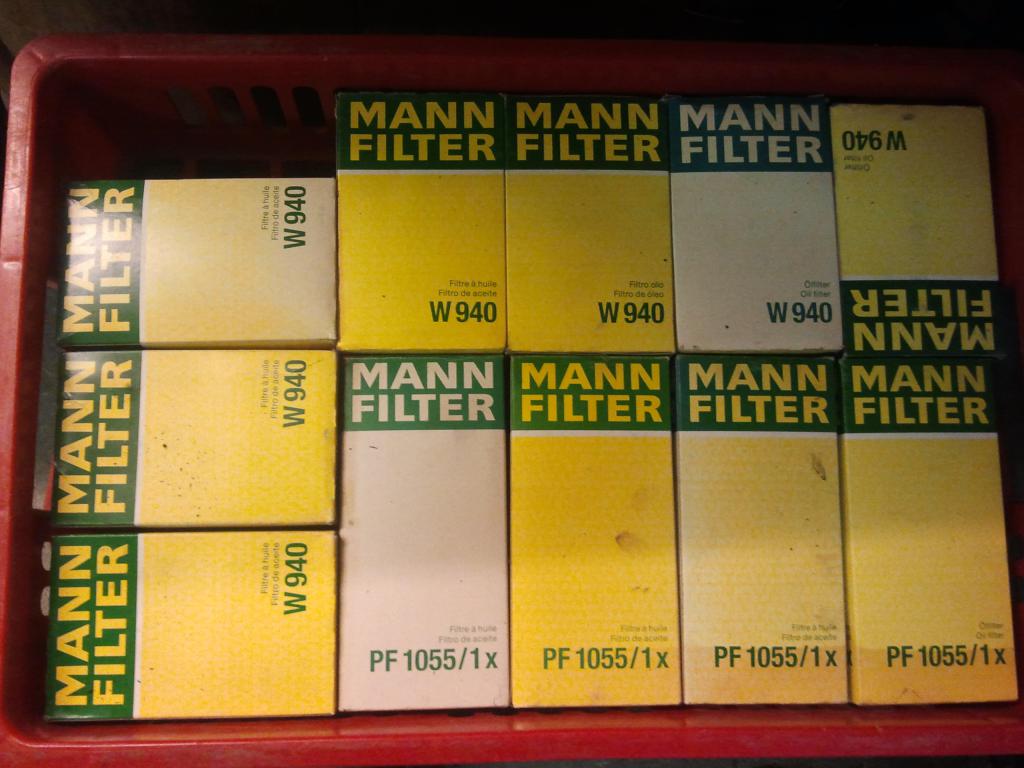 MANN
FILTER
Filtre à huile
Filtro de aceite
W 940
MANN
FILTER
Filtre à huile
Filtro de aceite
W 940
MANN
FILTER
Filtre à huile
Filtro de aceite
W 940
MANN
FILTER
Filtre à huile
Filtro de aceite
W 940
MANN
FILTER
Filtro olio
Filtro de óleo
W 940
MANN
FILTER
Ölfilter
Oil filter
W 940
MANN
FILTER
Ölfilter
Oil filter
W 940
MANN
FILTER
Filtre à huile
Filtro de aceite
PF 1055/1 x
MANN
FILTER
Filtre à huile
Filtro de aceite
PF 1055/1 x
MANN
FILTER
Filtre à huile
Filtro de aceite
PF 1055/1 x
MANN
FILTER
Ölfilter
Oil filter
PF 1055/1 x